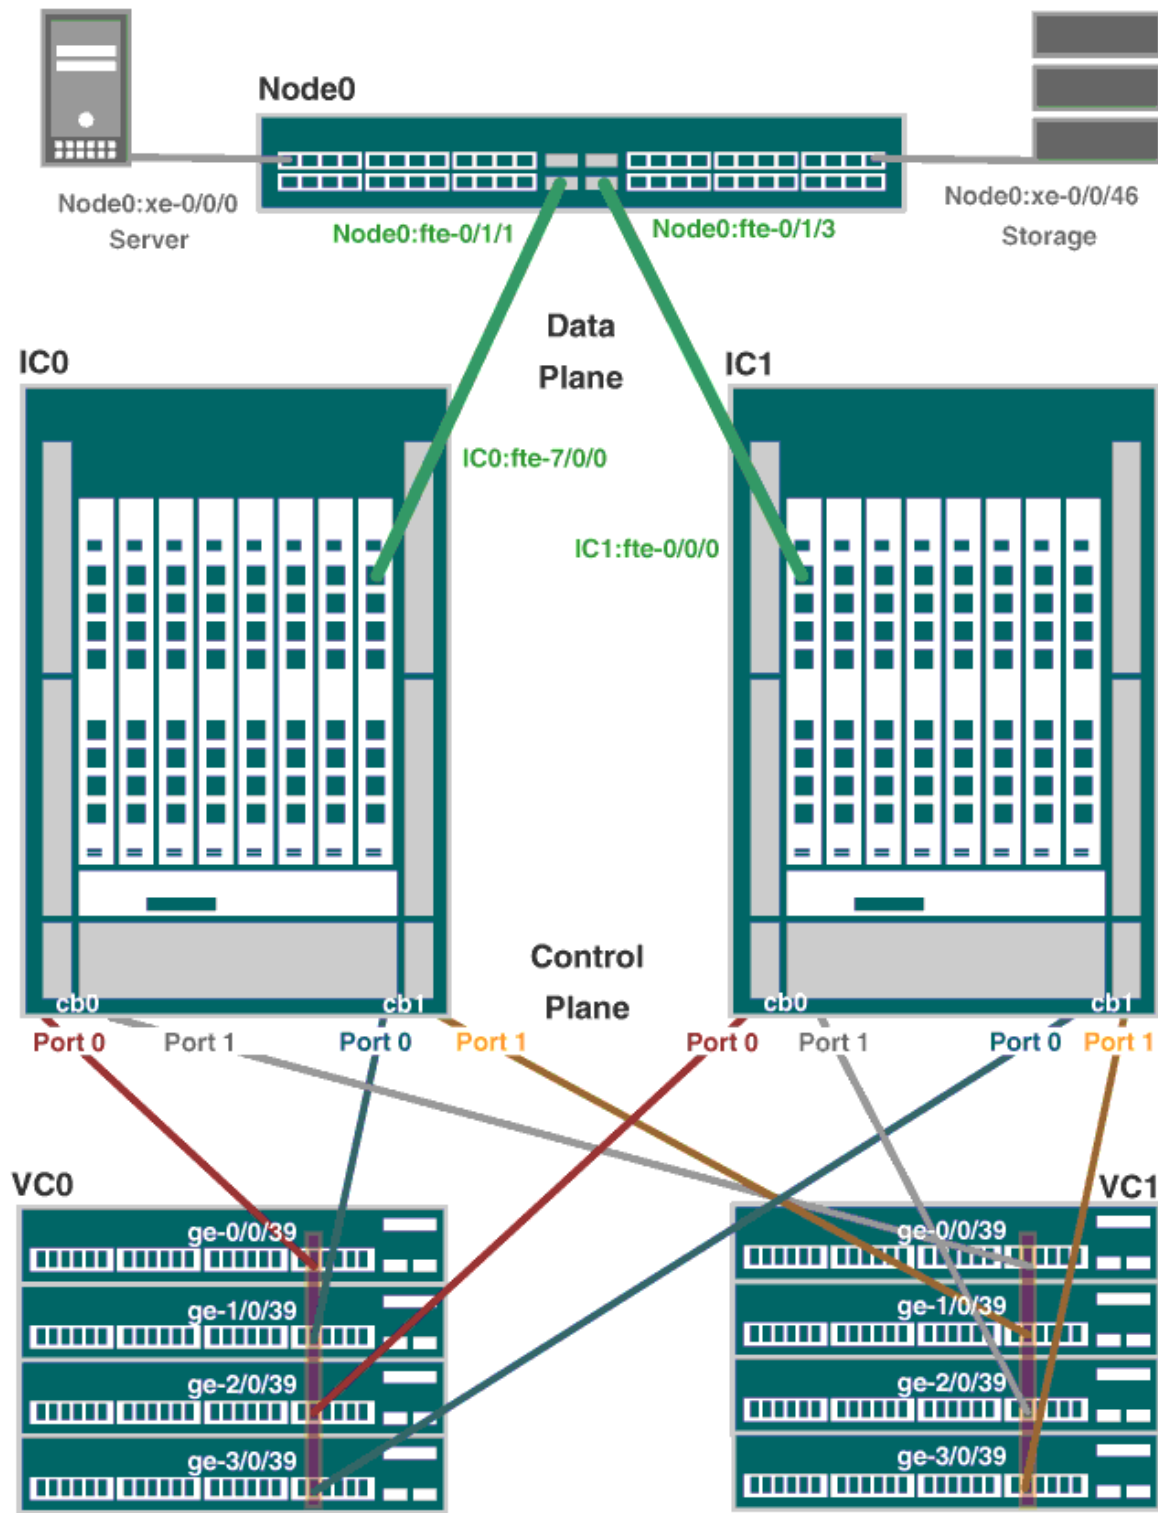 Node0
Node0:xe-0/0/0
Server
Node0:fte-0/1/1
Node0:fte-0/1/3
Node0:xe-0/0/46
Storage
Data
Plane
IC0
IC1
IC0:fte-7/0/0
IC1:fte-0/0/0
Control
Plane
cb0
cb1
cb0
cb1
Port 0
Port 1
Port 0
Port 1
Port 0
Port 1
Port 0
Port 1
VC0
VC1
ge-0/0/39
ge-1/0/39
ge-2/0/39
ge-3/0/39
ge-0/0/39
ge-1/0/39
ge-2/0/39
ge-3/0/39